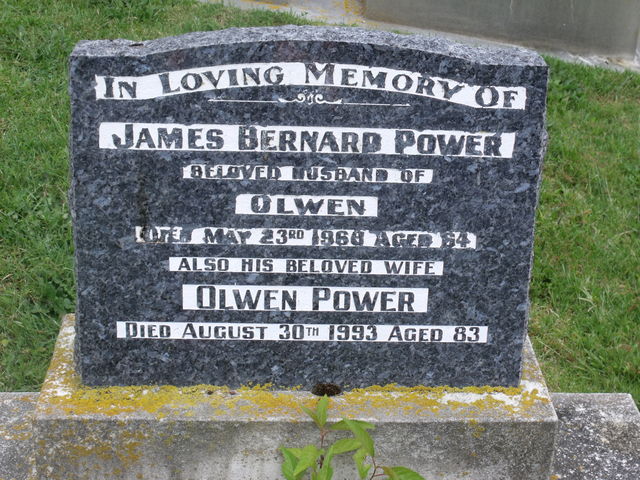 IN LOVING MEMORY OF
JAMES BERNARD POWER
BELOVED HUSBAND OF
OLWEN
DIED MAY 23RD 1968 AGED 64
ALSO HIS BELOVED WIFE
OLWEN POWER
DIED AUGUST 30TH 1993 AGED 83